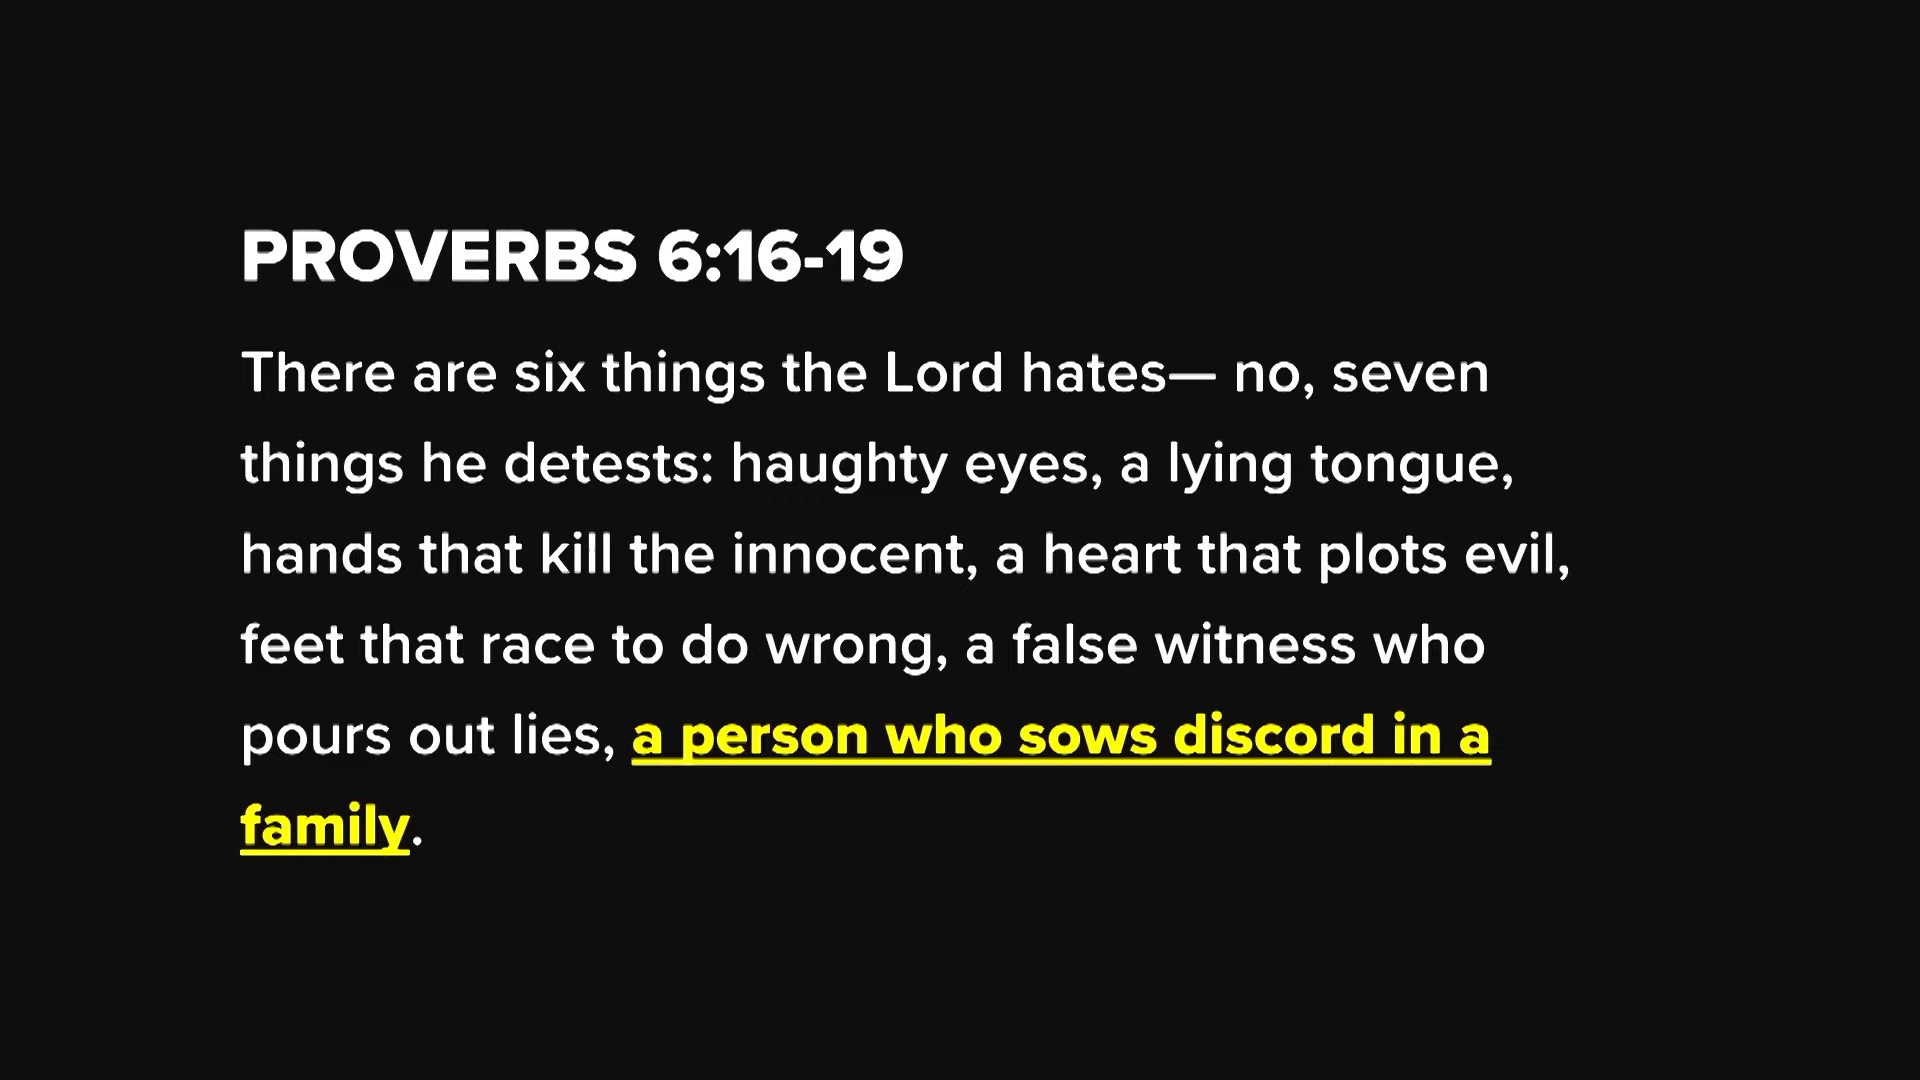 PROVERBS 6:16-19
There are six things the Lord hates— no, seven
things he detests: haughty eyes, a lying tongue,
hands that kill the innocent, a heart that plots evil,
feet that race to do wrong, a false witness who
pours out lies, a person who sows discord in a
family.